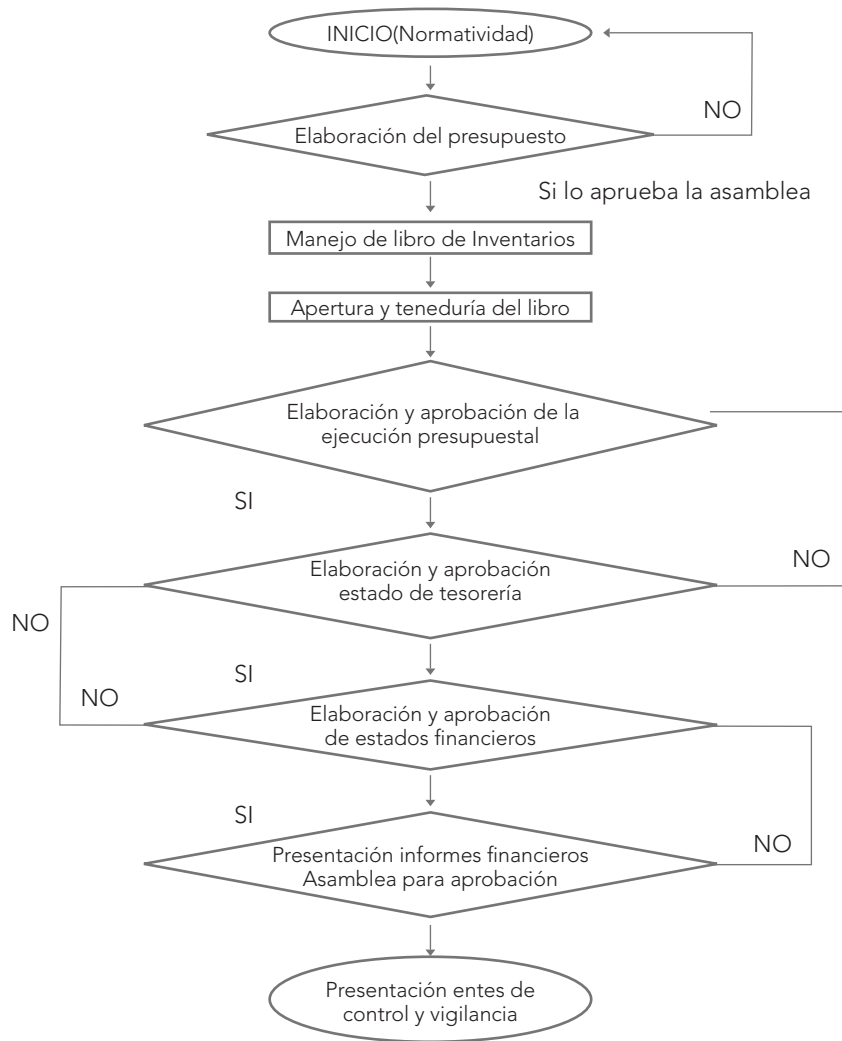 INICIO(Normatividad)
NO
Elaboración del presupuesto
Si lo aprueba la asamblea
Manejo de libro de Inventarios
Apertura y teneduría del libro
Elaboración y aprobación de la
ejecución presupuestal
SI
Elaboración y aprobación
estado de tesorería
NO
NO
SI
NO
Elaboración y aprobación
de estados financieros
SI
NO
Presentación informes financieros
Asamblea para aprobación
Presentación entes de
control y vigilancia